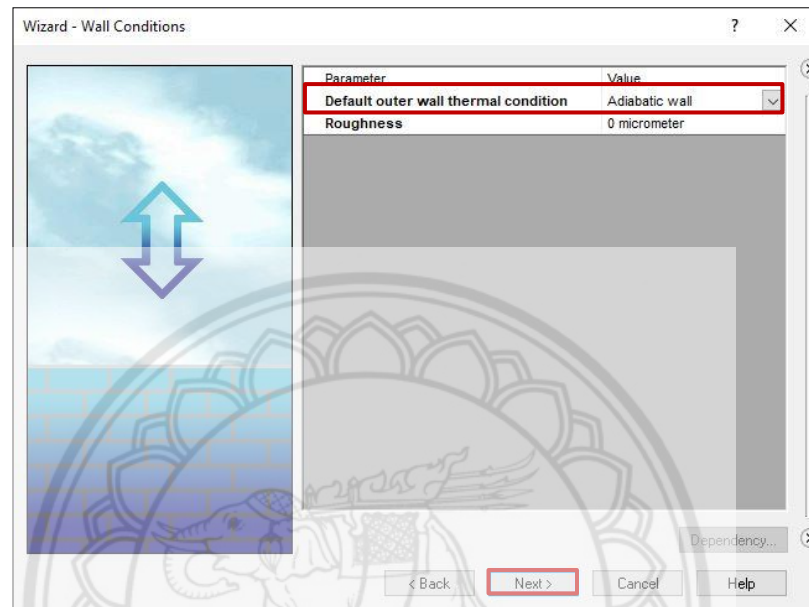 Wizard - Wall Conditions ? ×
Parameter Value
Default outer wall thermal condition Adiabatic wall
Roughness 0 micrometer
Dependency...
< Back Next > Cancel Help